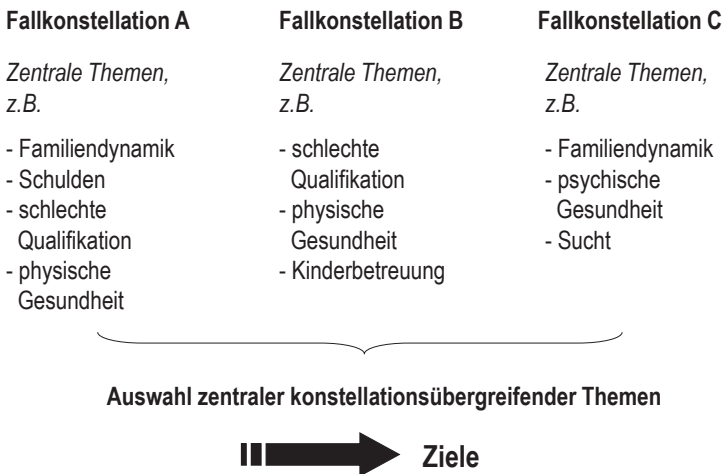 Fallkonstellation A
Zentrale Themen,
z.B.
- Familiendynamik
- Schulden
- schlechte
Qualifikation
- physische
Gesundheit
Fallkonstellation B
Zentrale Themen,
z.B.
- schlechte
Qualifikation
- physische
Gesundheit
- Kinderbetreuung
Fallkonstellation C
Zentrale Themen,
z.B.
- Familiendynamik
- psychische
Gesundheit
- Sucht
Auswahl zentraler konstellationsübergreifender Themen
Ziele